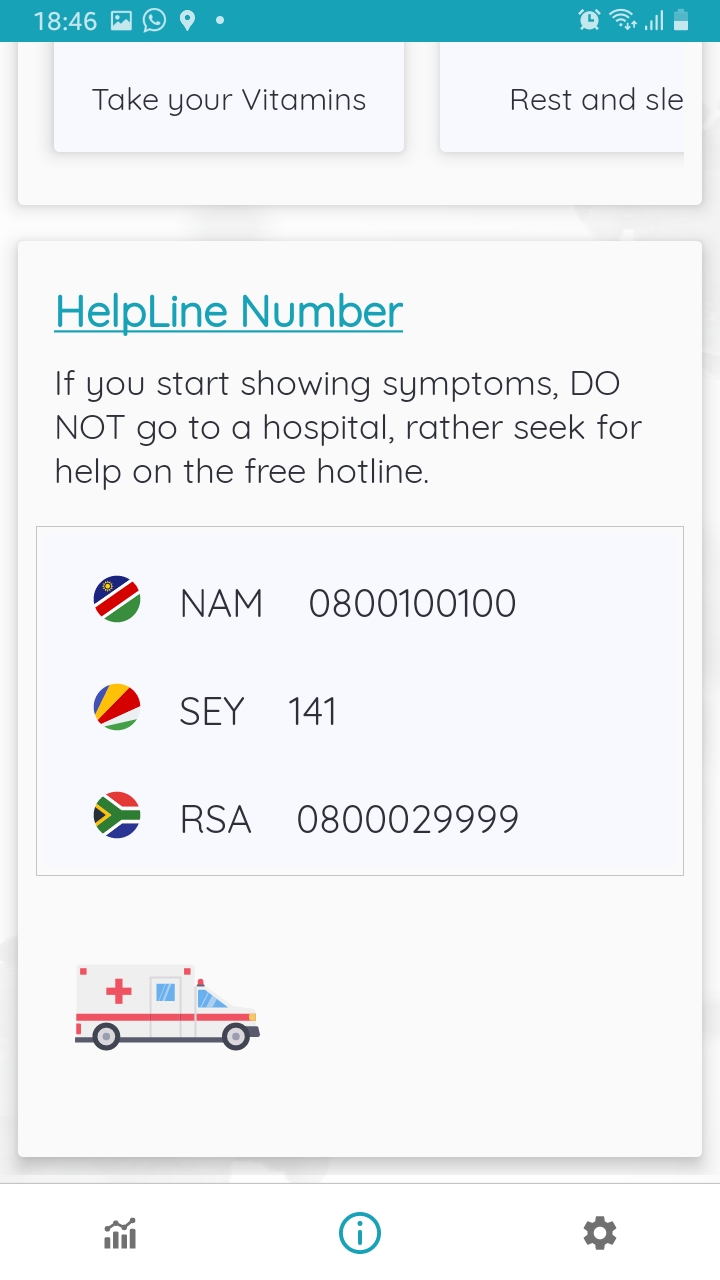 18:46
Take your Vitamins
Rest and sle
HelpLine Number
If you start showing symptoms, DO
NOT go to a hospital, rather seek for
help on the free hotline.
NAM 0800100100
SEY 141
RSA 0800029999